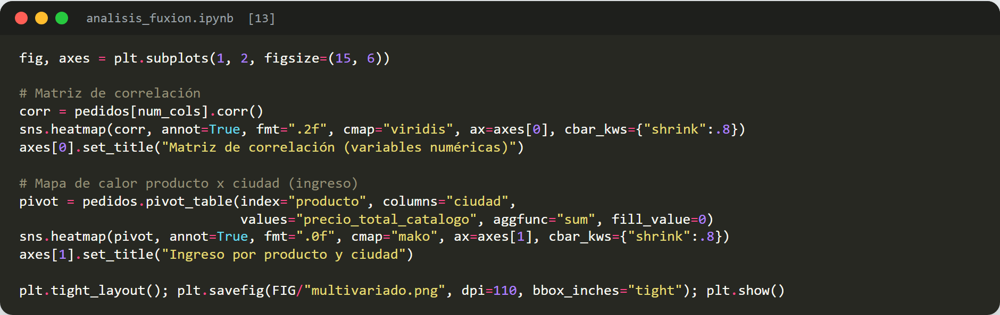 analisis_fuxion.ipynb [13]
fig, axes = plt.subplots(1, 2, figsize=(15, 6))
# Matriz de correlación
corr = pedidos[num_cols].corr()
sns.heatmap(corr, annot=True, fmt=".2f", cmap="viridis", ax=axes[0], cbar_kws={"shrink":.8})
axes[0].set_title("Matriz de correlación (variables numéricas)")
# Mapa de calor producto x ciudad (ingreso)
pivot = pedidos.pivot_table(index="producto", columns="ciudad",
values="precio_total_catalogo", aggfunc="sum", fill_value=0)
sns.heatmap(pivot, annot=True, fmt=".0f", cmap="mako", ax=axes[1], cbar_kws={"shrink":.8})
axes[1].set_title("Ingreso por producto y ciudad")
plt.tight_layout(); plt.savefig(FIG/"multivariado.png", dpi=110, bbox_inches="tight"); plt.show()